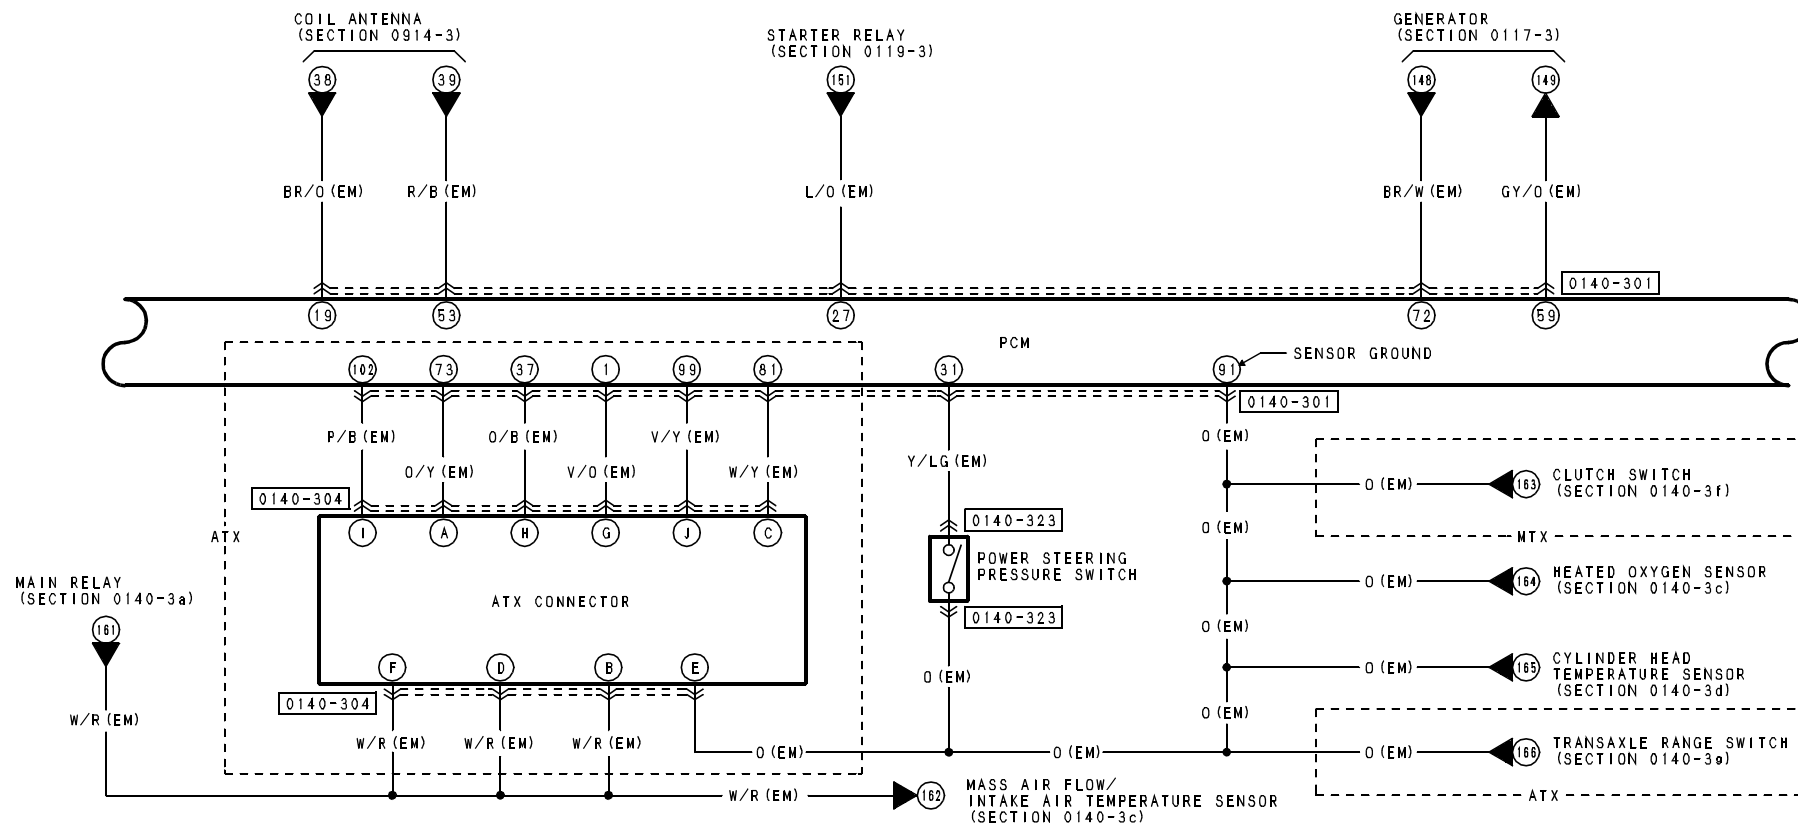 COIL ANTENNA
(SECTION 0914-3)
STARTER RELAY
(SECTION 0119-3)
GENERATOR
(SECTION 0117-3)
38
39
151
148
149
BR/O (EM)
R/B (EM)
L/O (EM)
BR/W (EM)
GY/O (EM)
0140-301
19
53
27
72
59
PCM
SENSOR GROUND
102
73
37
1
99
81
31
91
0140-301
P/B (EM)
O/B (EM)
V/Y (EM)
O (EM)
O/Y (EM)
V/O (EM)
W/Y (EM)
Y/LG (EM)
O (EM)
163
CLUTCH SWITCH
(SECTION 0140-3f)
0140-304
0140-323
O (EM)
I
A
H
G
J
C
ATX
MTX
POWER STEERING
PRESSURE SWITCH
O (EM)
164
HEATED OXYGEN SENSOR
(SECTION 0140-3c)
MAIN RELAY
(SECTION 0140-3a)
ATX CONNECTOR
0140-323
161
O (EM)
F
D
B
E
O (EM)
O (EM)
165
CYLINDER HEAD
TEMPERATURE SENSOR
(SECTION 0140-3d)
0140-304
W/R (EM)
O (EM)
W/R (EM)
W/R (EM)
W/R (EM)
O (EM)
O (EM)
O (EM)
166
TRANSAXLE RANGE SWITCH
(SECTION 0140-3g)
W/R (EM)
162
MASS AIR FLOW/
INTAKE AIR TEMPERATURE SENSOR
(SECTION 0140-3c)
ATX